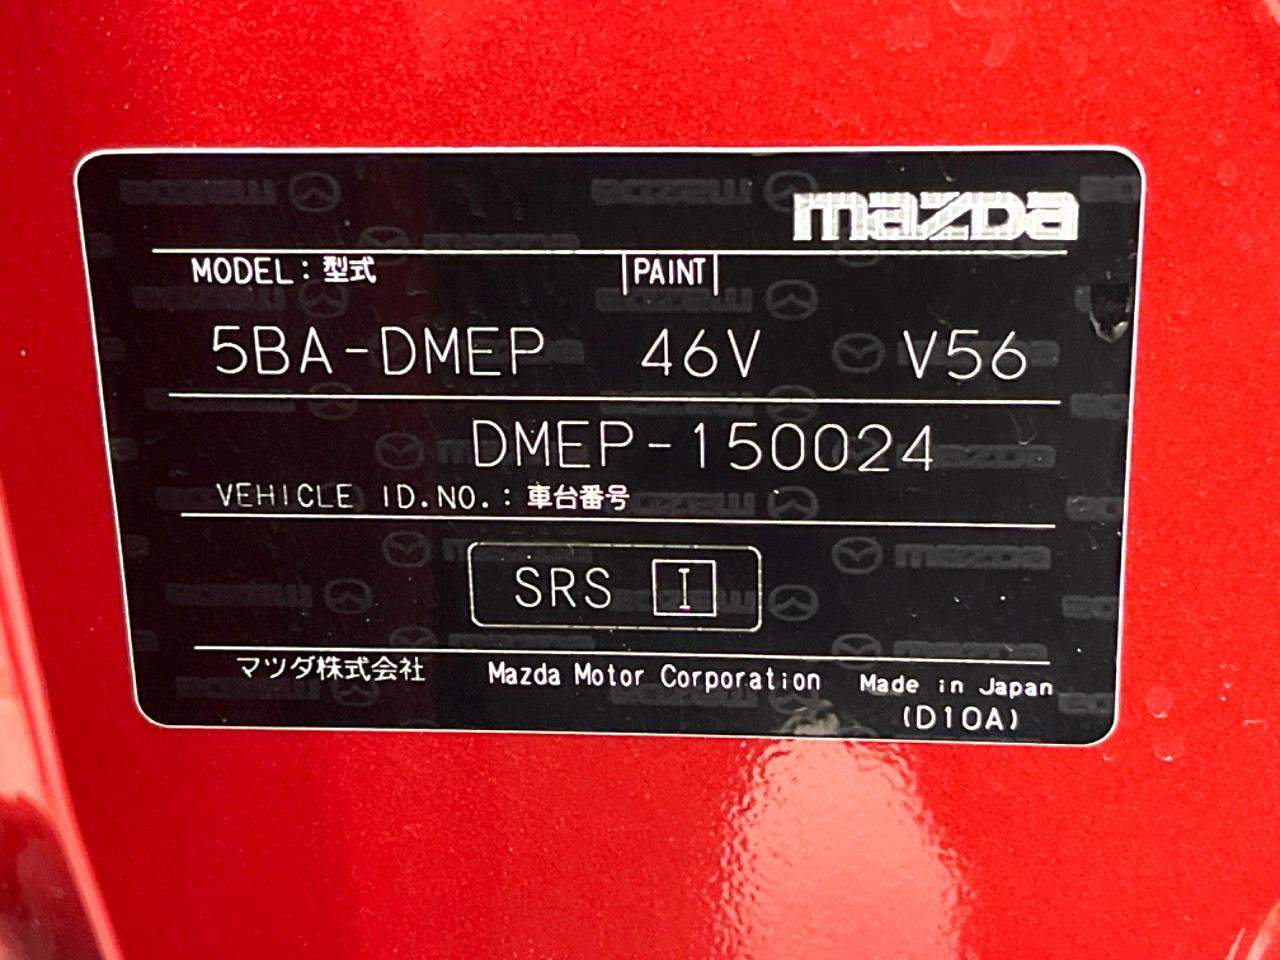 mazda
MODEL：型式 |PAINT|
5BA-DMEP 46V V56
DMEP-150024
VEHICLE ID.NO.：車台番号
SRS I
マツダ株式会社 Mazda Motor Corporation Made in Japan
(D10A)